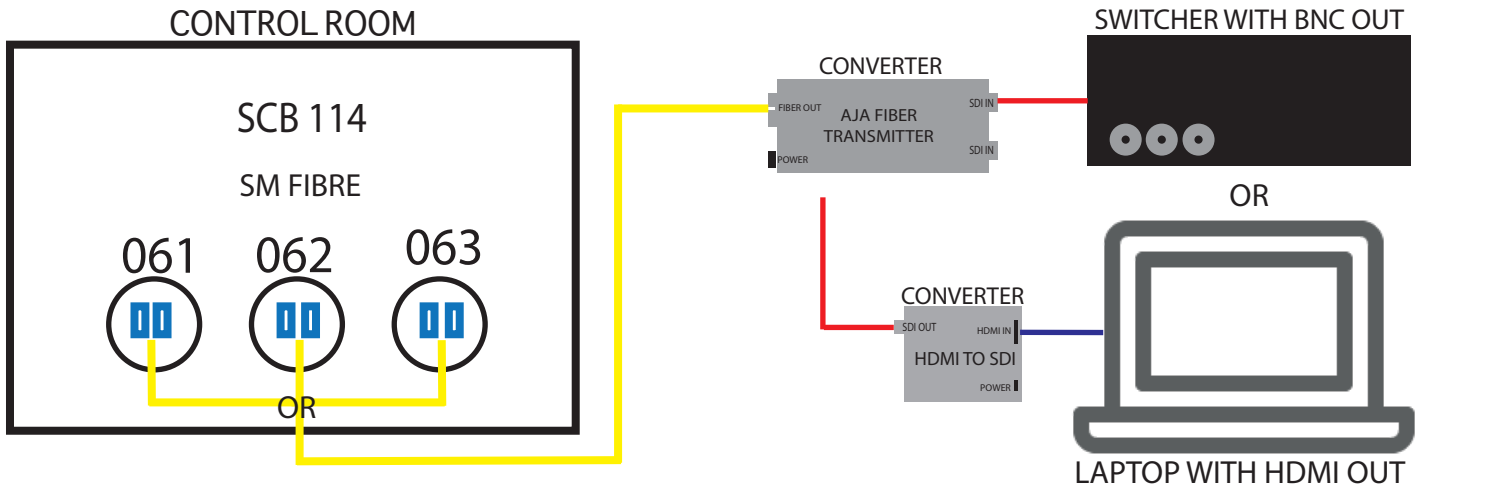 CONTROL ROOM
SCB 114
SM FIBRE
061
062
063
OR
CONVERTER
FIBER OUT
SDI IN
AJA FIBER
TRANSMITTER
SDI IN
POWER
SWITCHER WITH BNC OUT
OR
CONVERTER
SDI OUT
HDMI IN
HDMI TO SDI
POWER
LAPTOP WITH HDMI OUT